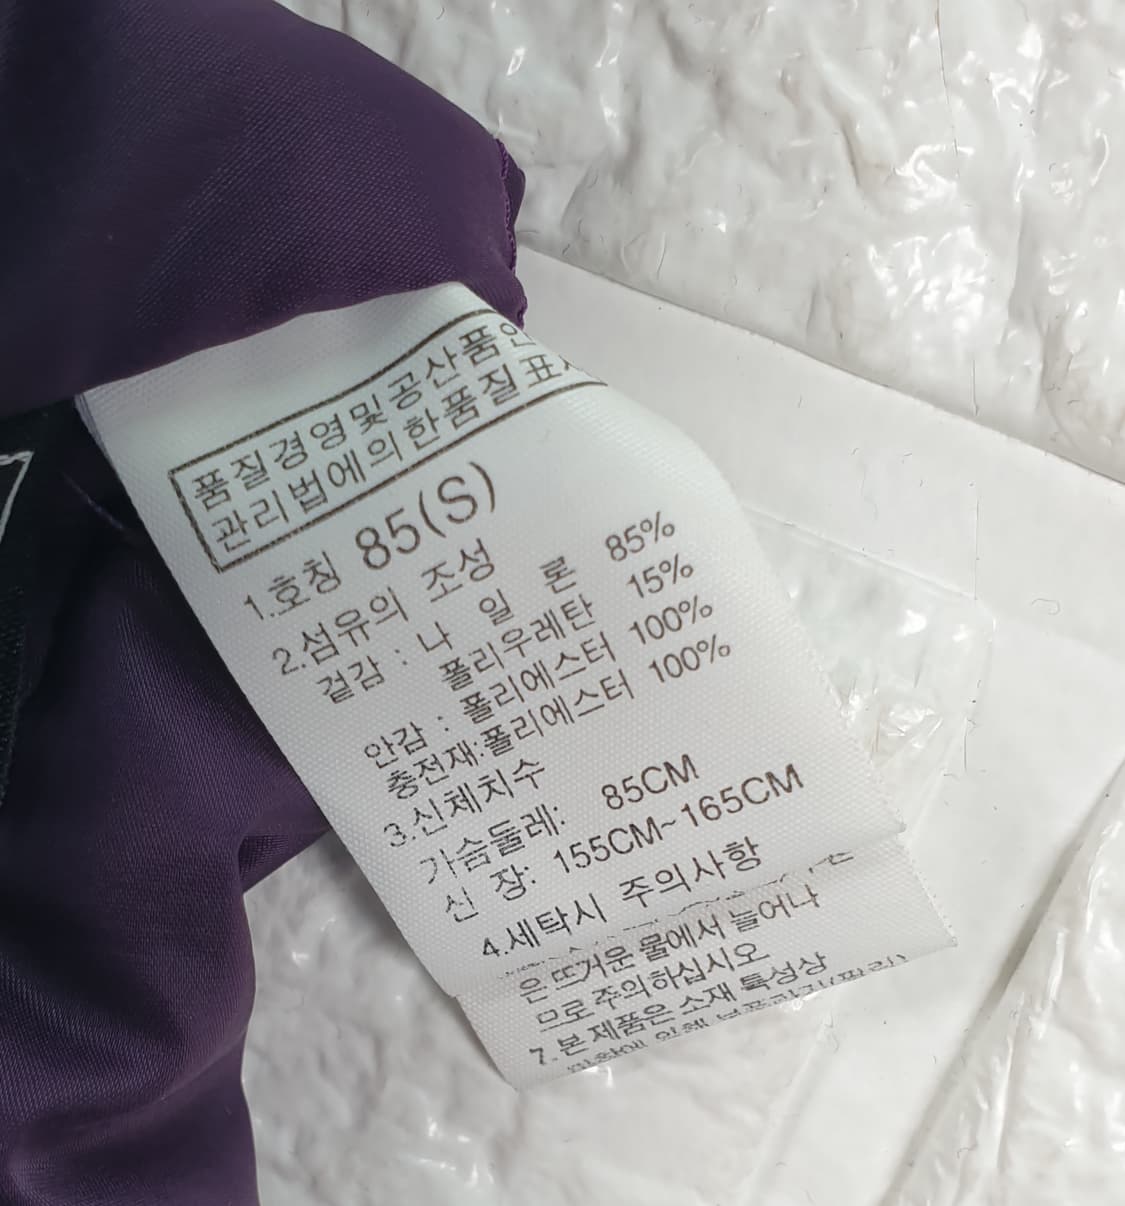 품질경영및공산품안
관리법에의한품질표시
1.호칭 85(S)
2.섬유의 조성
겉감 : 나 일 론 85%
폴리우레탄 15%
안감 : 폴리에스터 100%
충전재:폴리에스터 100%
3.신체치수
가슴둘레: 85CM
신 장: 155CM~165CM
4.세탁시 주의사항
은 뜨거운 물에서 늘어나
므로 주의하십시오
7.본 제품은 소재 특성상